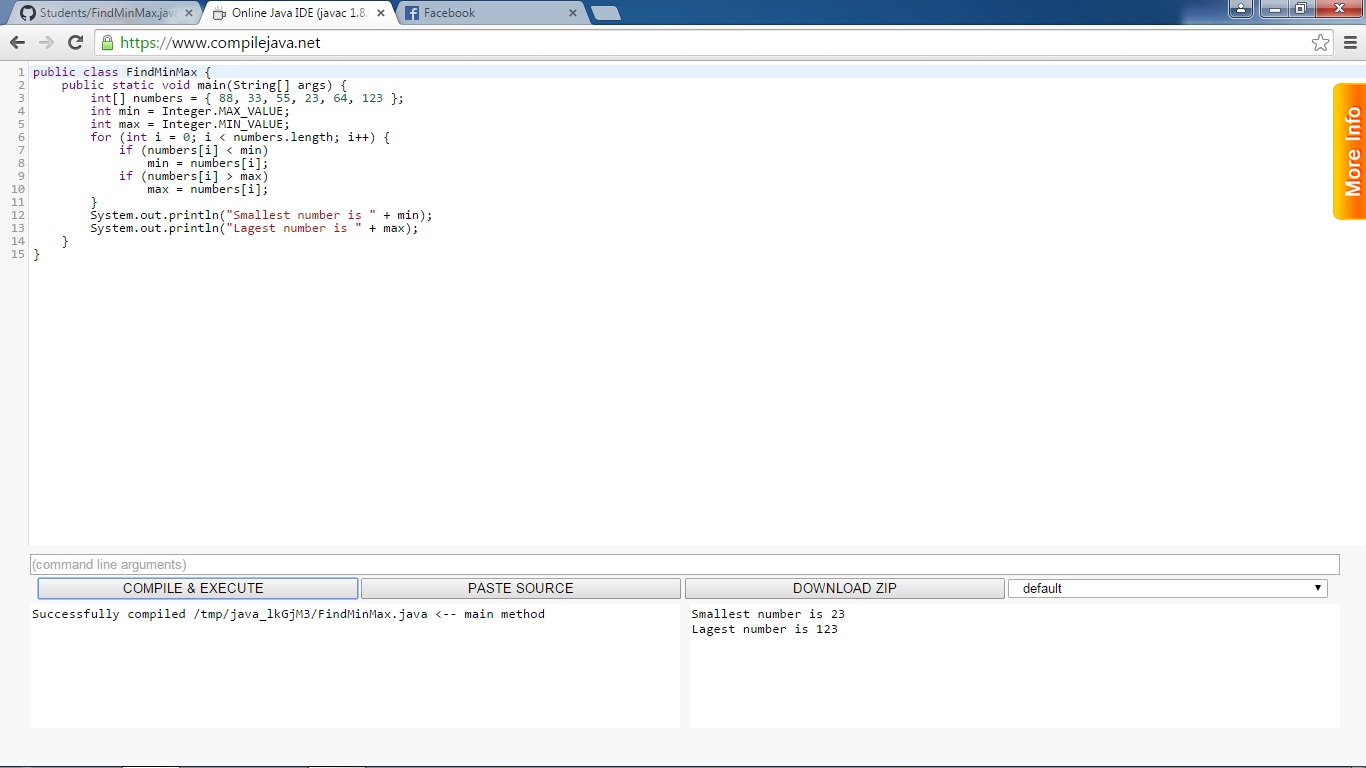 Students/FindMinMax.java
Online Java IDE (javac 1.8.
Facebook
https://www.compilejava.net
1 public class FindMinMax {
2     public static void main(String[] args) {
3         int[] numbers = { 88, 33, 55, 23, 64, 123 };
4         int min = Integer.MAX_VALUE;
5         int max = Integer.MIN_VALUE;
6         for (int i = 0; i < numbers.length; i++) {
7             if (numbers[i] < min)
8                 min = numbers[i];
9             if (numbers[i] > max)
10                 max = numbers[i];
11         }
12         System.out.println("Smallest number is " + min);
13         System.out.println("Lagest number is " + max);
14     }
15 }
More Info
(command line arguments)
COMPILE & EXECUTE PASTE SOURCE DOWNLOAD ZIP default
Successfully compiled /tmp/java_lkGjM3/FindMinMax.java <-- main method
Smallest number is 23
Lagest number is 123